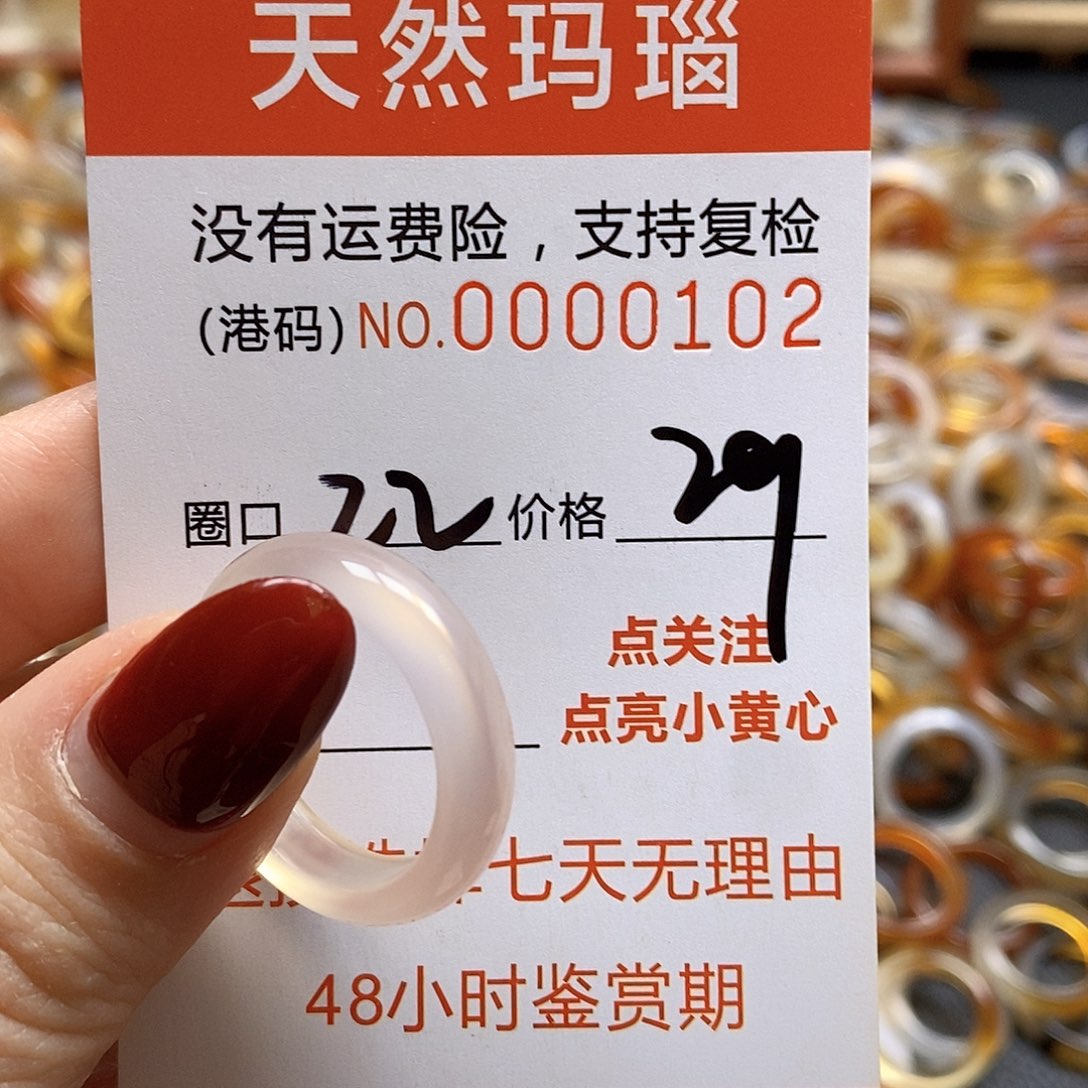 天然玛瑙
没有运费险，支持复检
(港码) NO.0000102
圈口 22 价格 29
点关注
点亮小黄心
七天无理由
48小时鉴赏期